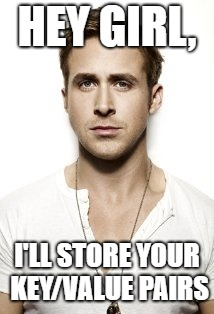 HEY GIRL,
I'LL STORE YOUR
KEY/VALUE PAIRS